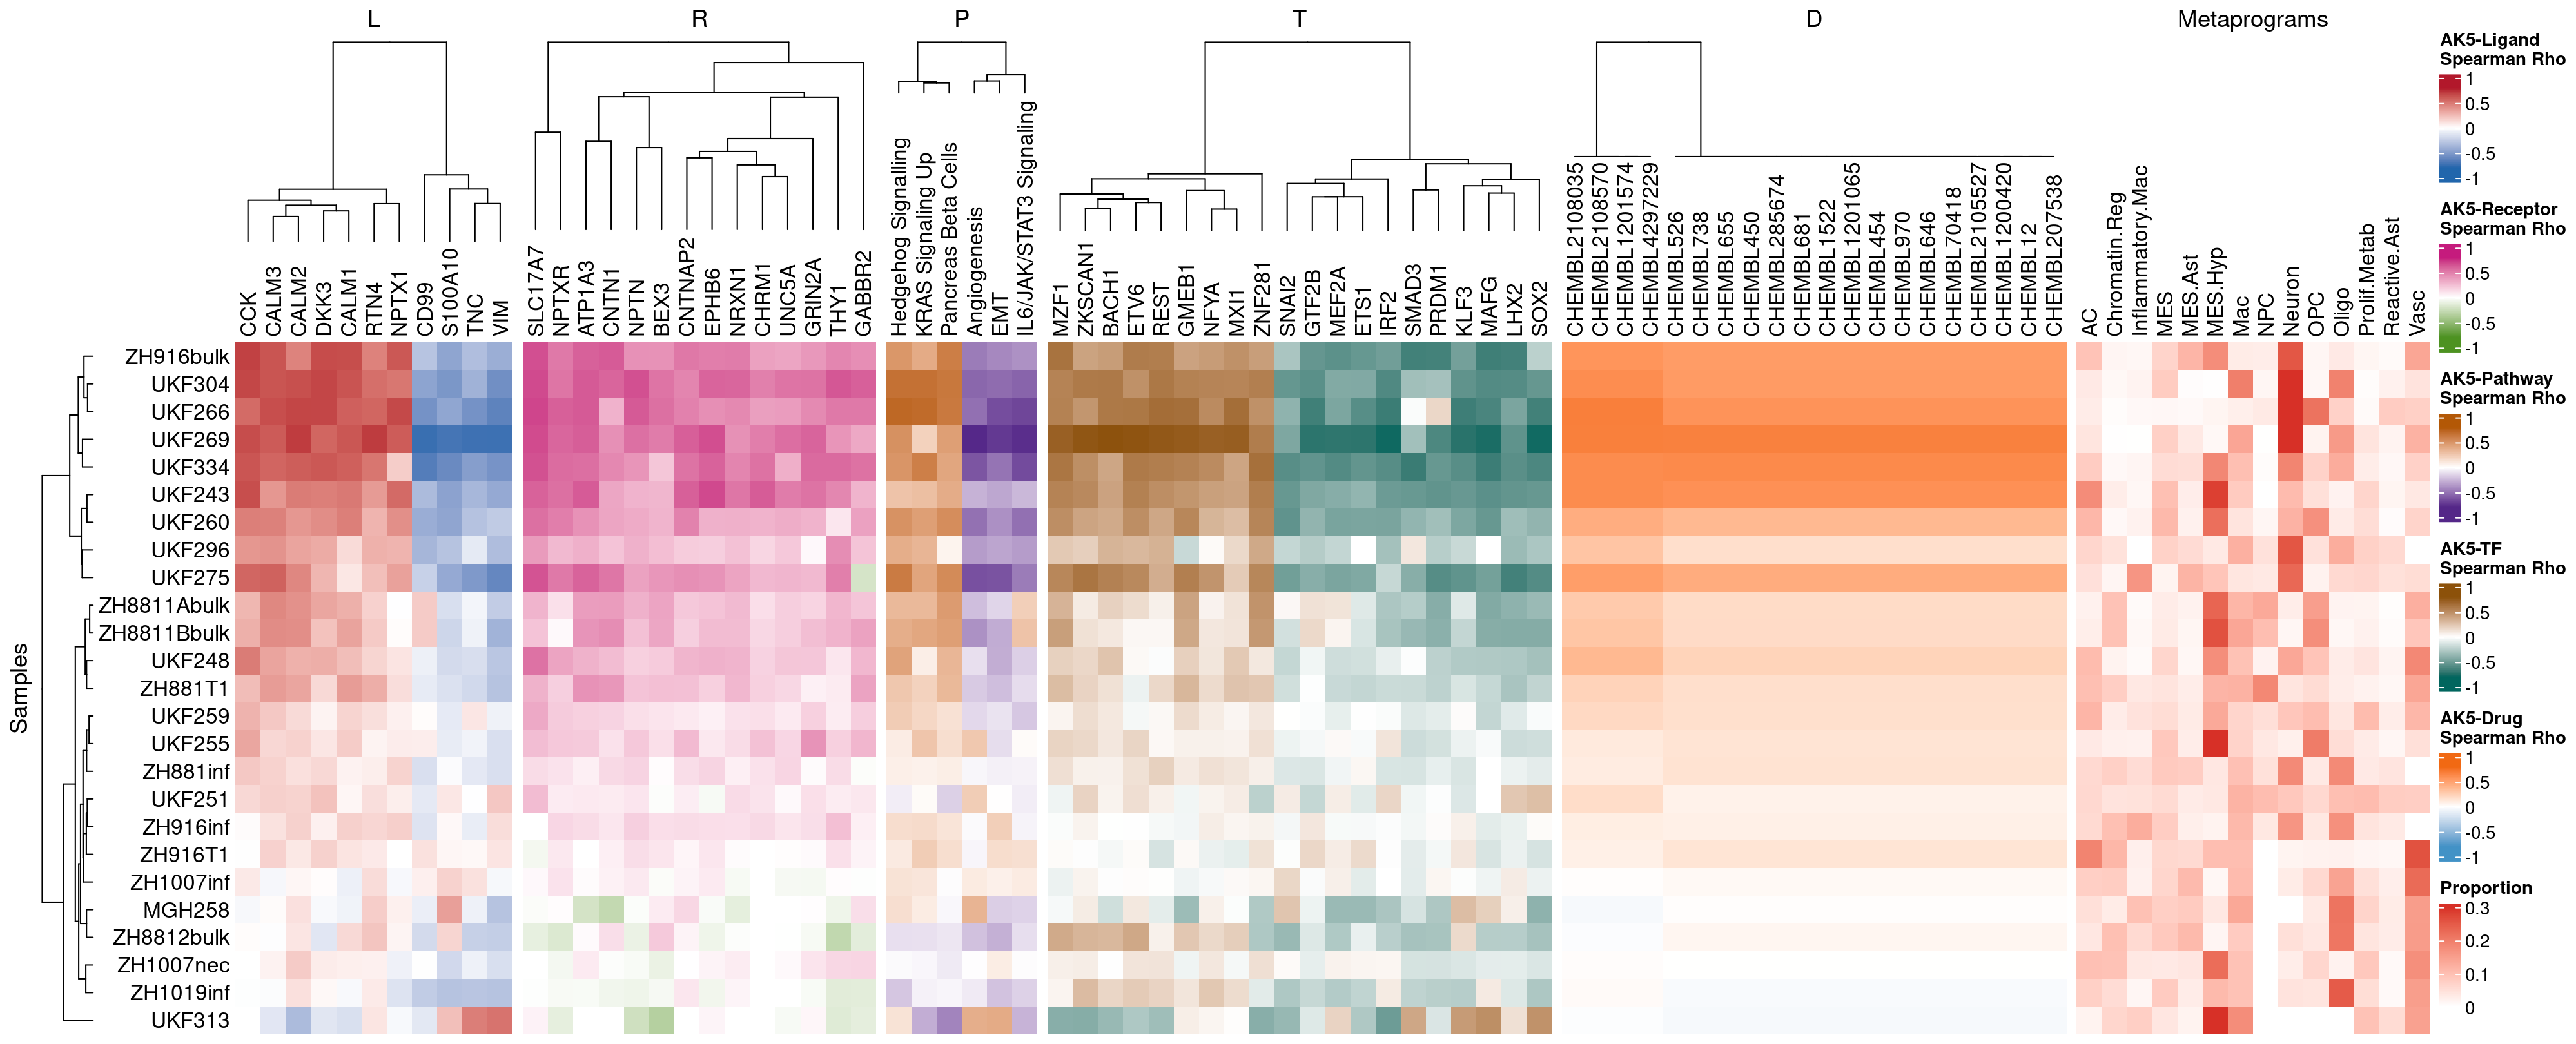 L
R
P
T
D
Metaprograms
CCK
CALM3
CALM2
DKK3
CALM1
RTN4
NPTX1
CD99
S100A10
TNC
VIM
SLC17A7
NPTXR
ATP1A3
CNTN1
NPTN
BEX3
CNTNAP2
EPHB6
NRXN1
CHRM1
UNC5A
GRIN2A
THY1
GABBR2
Hedgehog Signalling
KRAS Signaling Up
Pancreas Beta Cells
Angiogenesis
EMT
IL6/JAK/STAT3 Signaling
MZF1
ZKSCAN1
BACH1
ETV6
REST
GMEB1
NFYA
MXI1
ZNF281
SNAI2
GTF2B
MEF2A
ETS1
IRF2
SMAD3
PRDM1
KLF3
MAFG
LHX2
SOX2
CHEMBL2108035
CHEMBL2108570
CHEMBL1201574
CHEMBL4297229
CHEMBL526
CHEMBL738
CHEMBL655
CHEMBL450
CHEMBL285674
CHEMBL681
CHEMBL1522
CHEMBL1201065
CHEMBL454
CHEMBL970
CHEMBL646
CHEMBL704418
CHEMBL2105527
CHEMBL1200420
CHEMBL12
CHEMBL207538
AC
Chromatin.Reg
Inflammatory.Mac
MES
MES.Ast
MES.Hyp
Mac
NPC
Neuron
OPC
Oligo
Prolif.Metab
Reactive.Ast
Vasc
Samples
ZH916bulk
UKF304
UKF266
UKF269
UKF334
UKF243
UKF260
UKF296
UKF275
ZH8811Abulk
ZH8811Bbulk
UKF248
ZH881T1
UKF259
UKF255
ZH881inf
UKF251
ZH916inf
ZH916T1
ZH1007inf
MGH258
ZH8812bulk
ZH1007nec
ZH1019inf
UKF313
AK5-Ligand
Spearman Rho
1
0.5
0
-0.5
-1
AK5-Receptor
Spearman Rho
1
0.5
0
-0.5
-1
AK5-Pathway
Spearman Rho
1
0.5
0
-0.5
-1
AK5-TF
Spearman Rho
1
0.5
0
-0.5
-1
AK5-Drug
Spearman Rho
1
0.5
0
-0.5
-1
Proportion
0.3
0.2
0.1
0